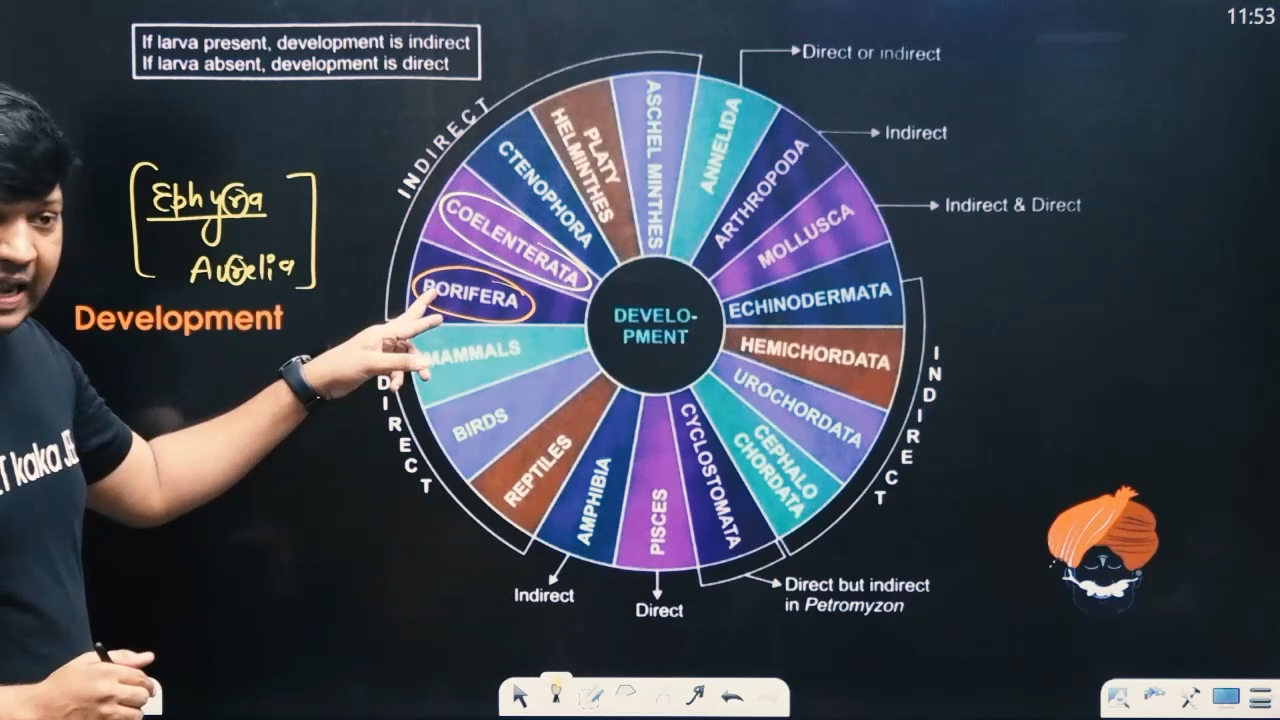 11:53
If larva present, development is indirect
If larva absent, development is direct
Direct or indirect
Indirect
Indirect & Direct
INDIRECT
Ephyra
Aurelia
Development
DEVELO-
PMENT
PORIFERA
COELENTERATA
CTENOPHORA
PLATY
HELMINTHES
ASCHEL MINTHES
ANNELIDA
ARTHROPODA
MOLLUSCA
ECHINODERMATA
HEMICHORDATA
UROCHORDATA
CEPHALO
CHORDATA
CYCLOSTOMATA
PISCES
AMPHIBIA
REPTILES
BIRDS
MAMMALS
INDIRECT
DIRECT
Indirect
Direct
Direct but indirect
in Petromyzon
T kaka JE